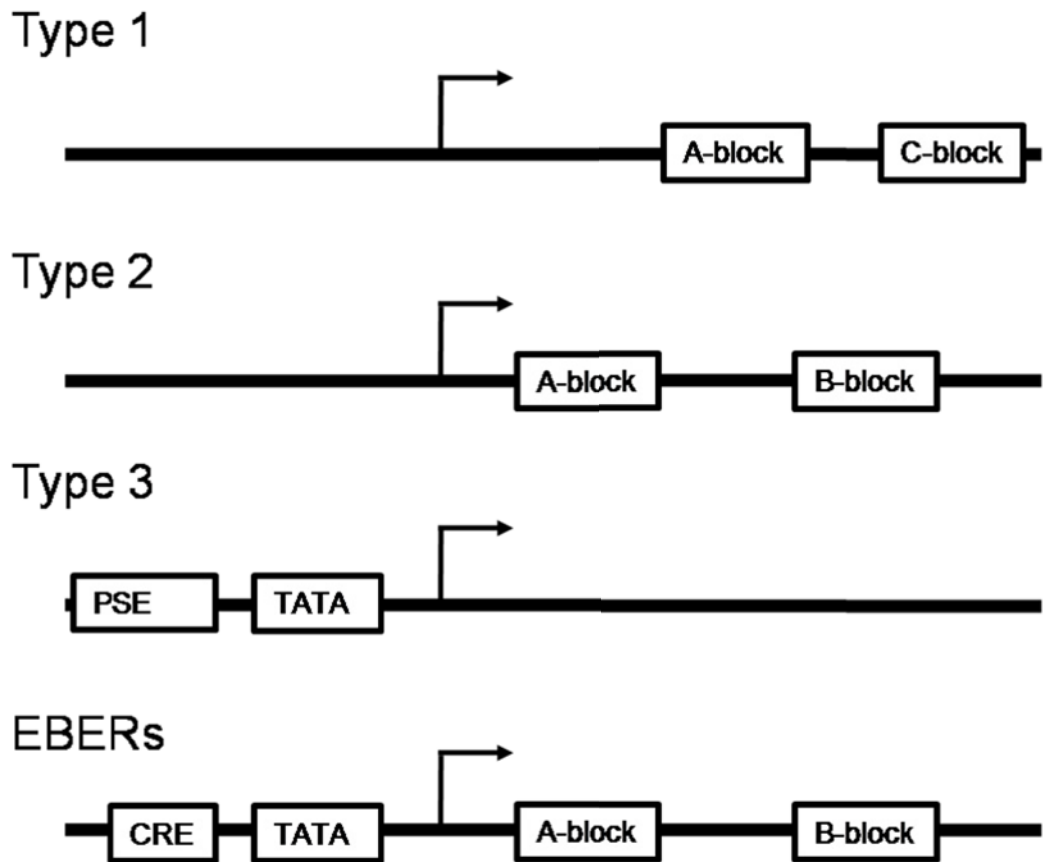 Type 1
A-block C-block
Type 2
A-block B-block
Type 3
PSE TATA
EBERs
CRE TATA A-block B-block